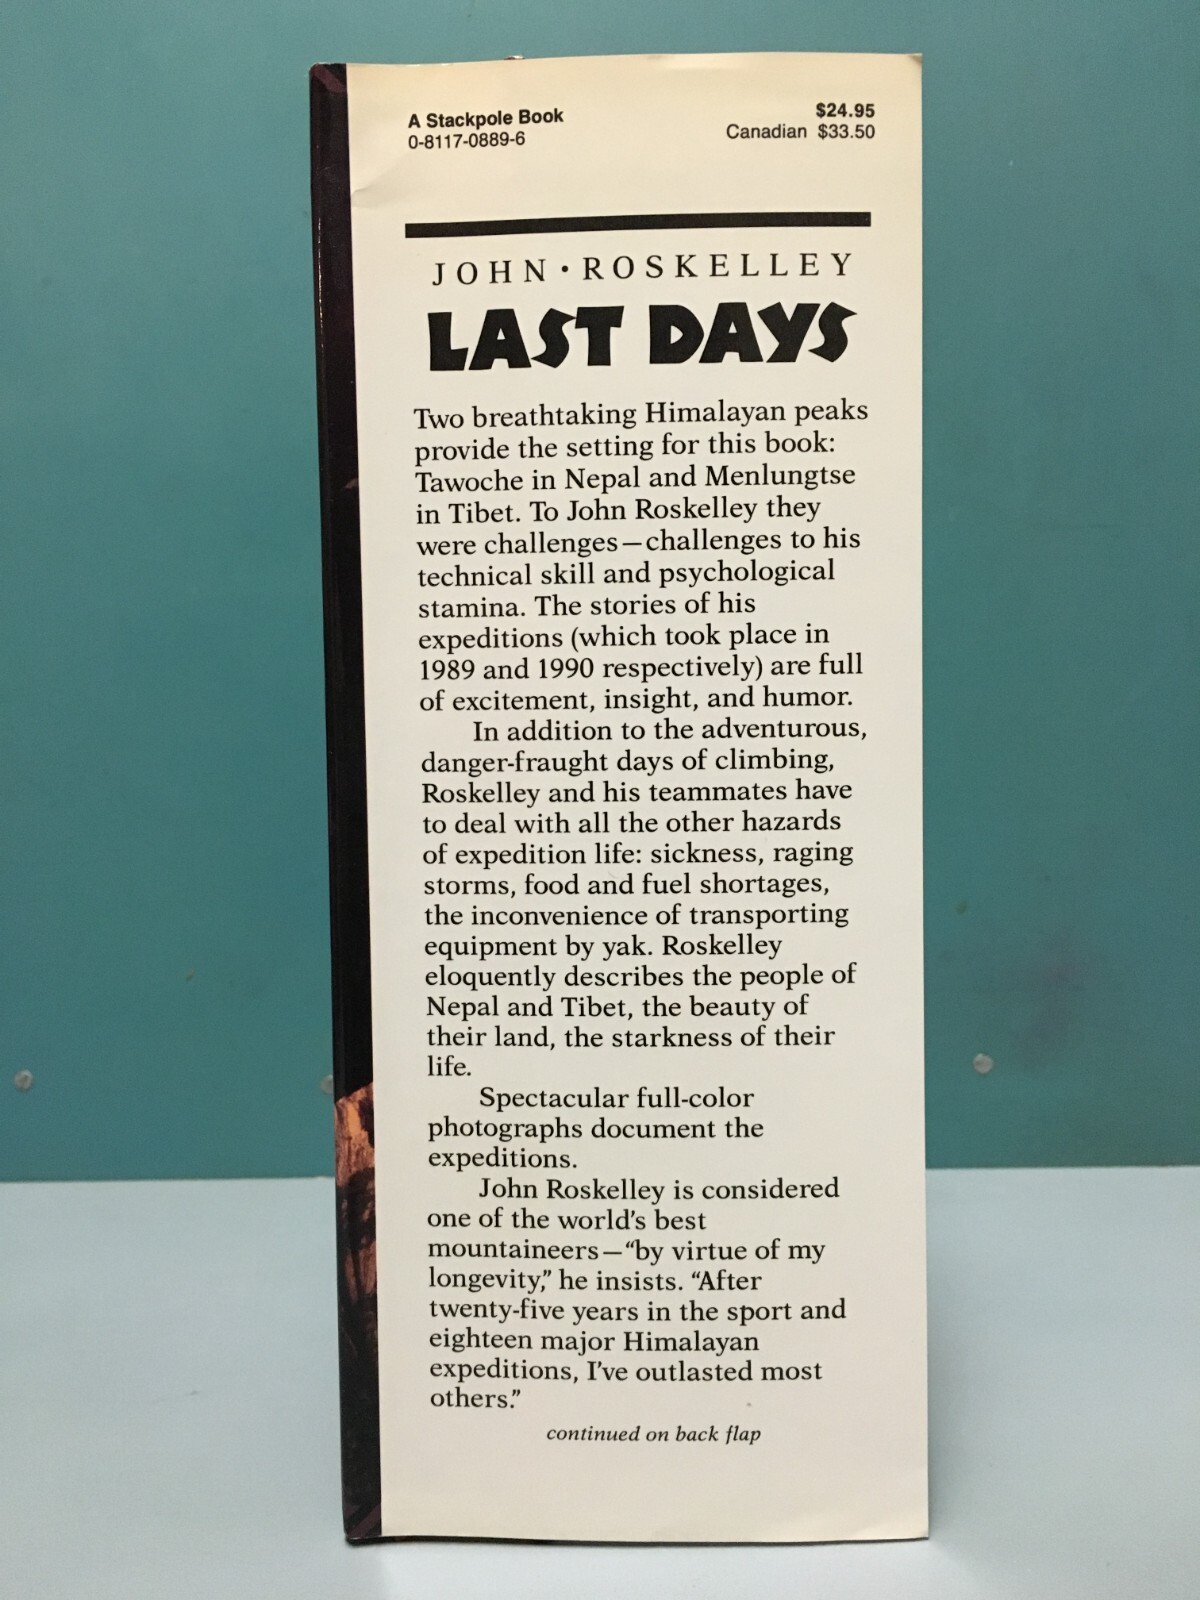 A Stackpole Book
0-8117-0889-6
$24.95
Canadian $33.50
JOHN · ROSKELLEY
LAST DAYS
Two breathtaking Himalayan peaks
provide the setting for this book:
Tawoche in Nepal and Menlungtse
in Tibet. To John Roskelley they
were challenges—challenges to his
technical skill and psychological
stamina. The stories of his
expeditions (which took place in
1989 and 1990 respectively) are full
of excitement, insight, and humor.
In addition to the adventurous,
danger-fraught days of climbing,
Roskelley and his teammates have
to deal with all the other hazards
of expedition life: sickness, raging
storms, food and fuel shortages,
the inconvenience of transporting
equipment by yak. Roskelley
eloquently describes the people of
Nepal and Tibet, the beauty of
their land, the starkness of their
life.
Spectacular full-color
photographs document the
expeditions.
John Roskelley is considered
one of the world's best
mountaineers—“by virtue of my
longevity,” he insists. “After
twenty-five years in the sport and
eighteen major Himalayan
expeditions, I've outlasted most
others.”
continued on back flap